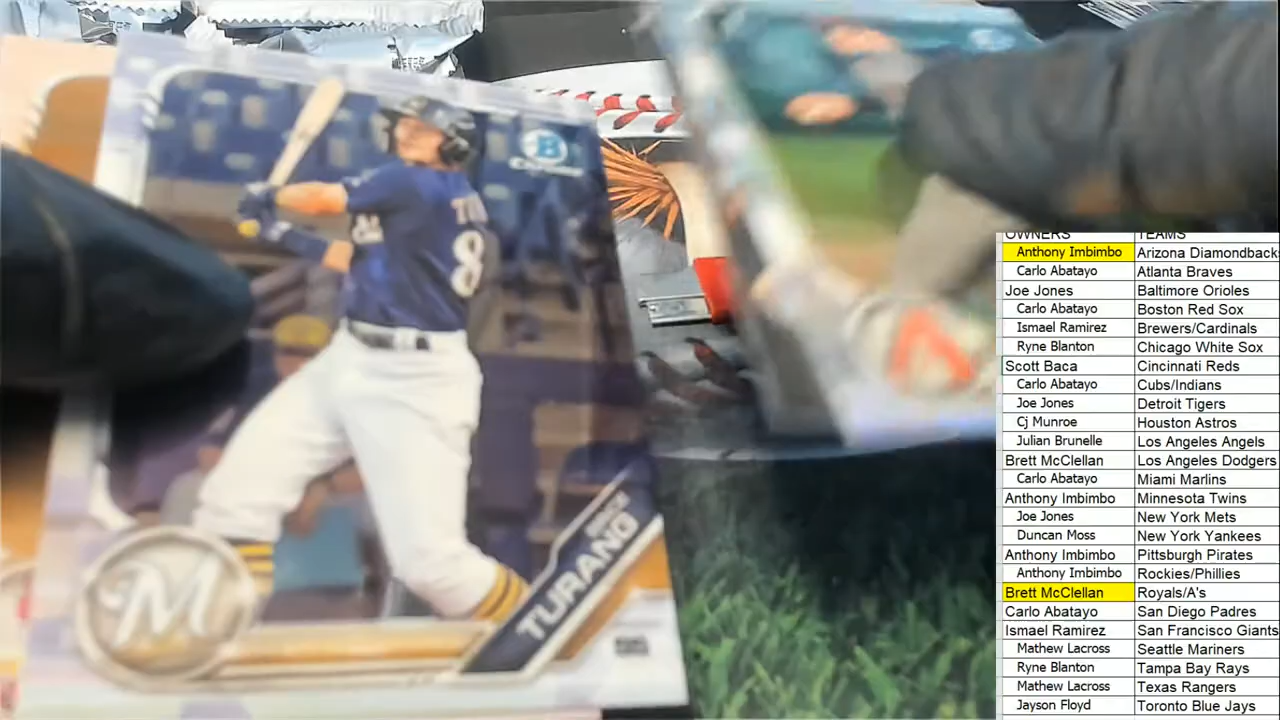 TURANG
8
M
B
OWNERS TEAMS
Anthony Imbimbo Arizona Diamondback
Carlo Abatayo Atlanta Braves
Joe Jones Baltimore Orioles
Carlo Abatayo Boston Red Sox
Ismael Ramirez Brewers/Cardinals
Ryne Blanton Chicago White Sox
Scott Baca Cincinnati Reds
Carlo Abatayo Cubs/Indians
Joe Jones Detroit Tigers
Cj Munroe Houston Astros
Julian Brunelle Los Angeles Angels
Brett McClellan Los Angeles Dodgers
Carlo Abatayo Miami Marlins
Anthony Imbimbo Minnesota Twins
Joe Jones New York Mets
Duncan Moss New York Yankees
Anthony Imbimbo Pittsburgh Pirates
Anthony Imbimbo Rockies/Phillies
Brett McClellan Royals/A's
Carlo Abatayo San Diego Padres
Ismael Ramirez San Francisco Giants
Mathew Lacross Seattle Mariners
Ryne Blanton Tampa Bay Rays
Mathew Lacross Texas Rangers
Jayson Floyd Toronto Blue Jays